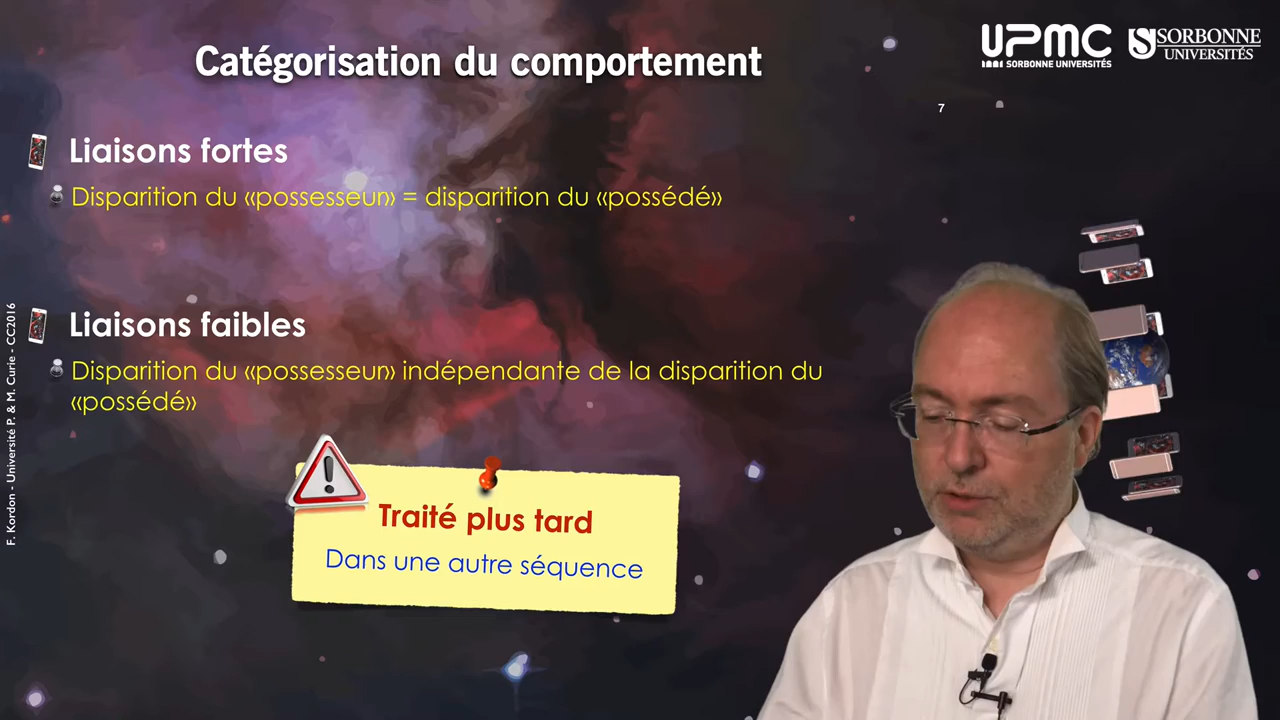 Catégorisation du comportement
UPMC
SORBONNE UNIVERSITÉS
SORBONNE
UNIVERSITÉS
7
Liaisons fortes
Disparition du «possesseur» = disparition du «possédé»
Liaisons faibles
Disparition du «possesseur» indépendante de la disparition du
«possédé»
Traité plus tard
Dans une autre séquence
F. Kordon - Université P. & M. Curie - CC2016